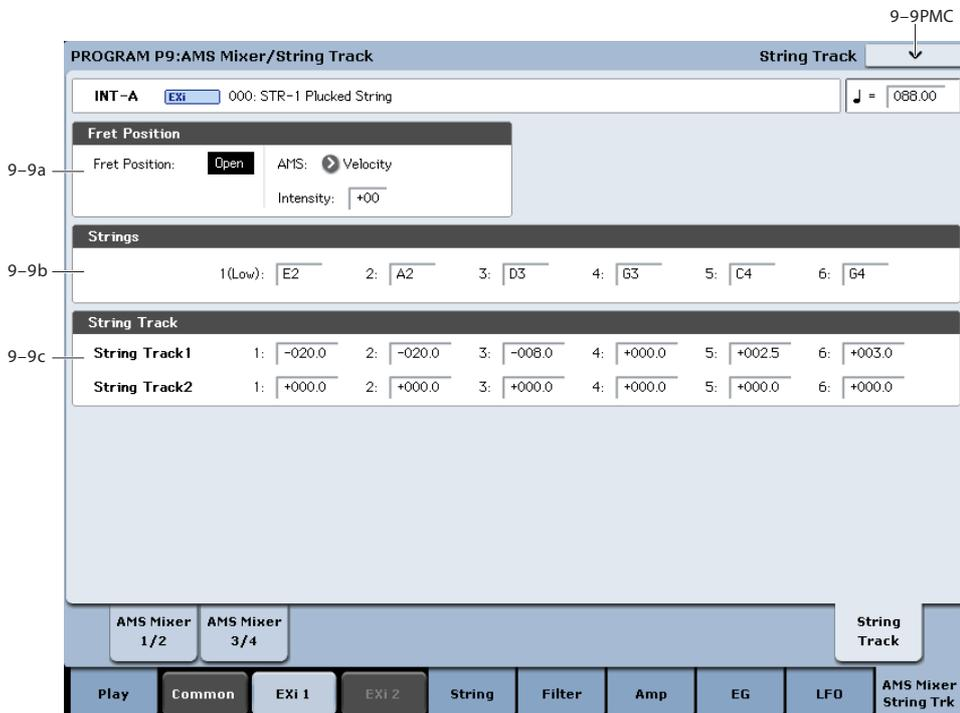 9–9PMC
PROGRAM P9:AMS Mixer/String Track String Track
INT-A EXi 000: STR-1 Plucked String ♩ = 088.00
Fret Position
9–9a Fret Position: Open AMS: Velocity
Intensity: +00
Strings
9–9b 1(Low): E2 2: A2 3: D3 4: G3 5: C4 6: G4
String Track
9–9c String Track1 1: -020.0 2: -020.0 3: -008.0 4: +000.0 5: +002.5 6: +003.0
String Track2 1: +000.0 2: +000.0 3: +000.0 4: +000.0 5: +000.0 6: +000.0
AMS Mixer 1/2 AMS Mixer 3/4 String Track
Play Common EXi 1 EXi 2 String Filter Amp EG LFO AMS Mixer String Trk